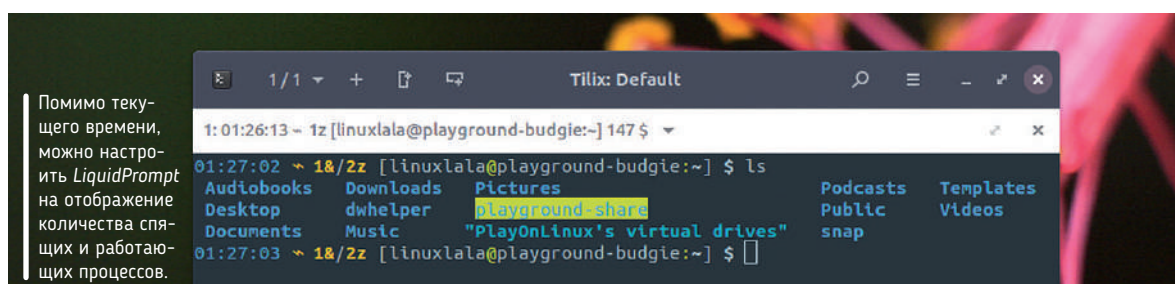 Помимо теку-
щего времени,
можно настро-
ить LiquidPrompt
на отображение
количества спя-
щих и работаю-
щих процессов.
1/1 Tilix: Default
1: 01:26:13 ~ 1z [linuxlala@playground-budgie:~] 147 $
01:27:02 ~ 1&/2z [linuxlala@playground-budgie:~] $ ls
Audiobooks Downloads Pictures Podcasts Templates
Desktop dwhelper playground-share Public Videos
Documents Music "PlayOnLinux's virtual drives" snap
01:27:03 ~ 1&/2z [linuxlala@playground-budgie:~] $